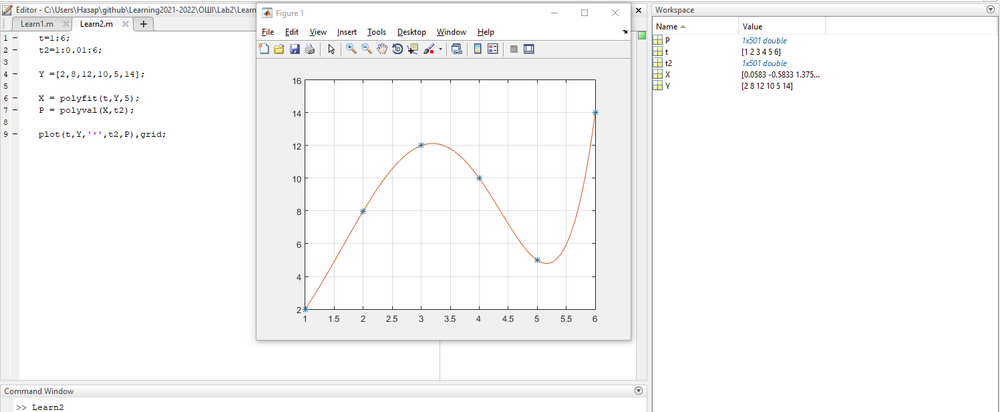 Editor - C:\Users\Назар\github\Learning2021-2022\ОШІ\Lab2\Learn
Learn1.m
Learn2.m
1 t=1:6;
2 t2=1:0.01:6;
3
4 Y =[2,8,12,10,5,14];
5
6 X = polyfit(t,Y,5);
7 P = polyval(X,t2);
8
9 plot(t,Y,'*',t2,P),grid;
Figure 1
File Edit View Insert Tools Desktop Window Help
16
14
12
10
8
6
4
2
1 1.5 2 2.5 3 3.5 4 4.5 5 5.5 6
Command Window
>> Learn2
Workspace
Name Value
P 1x501 double
t [1 2 3 4 5 6]
t2 1x501 double
X [0.0583 -0.5833 1.375...
Y [2 8 12 10 5 14]